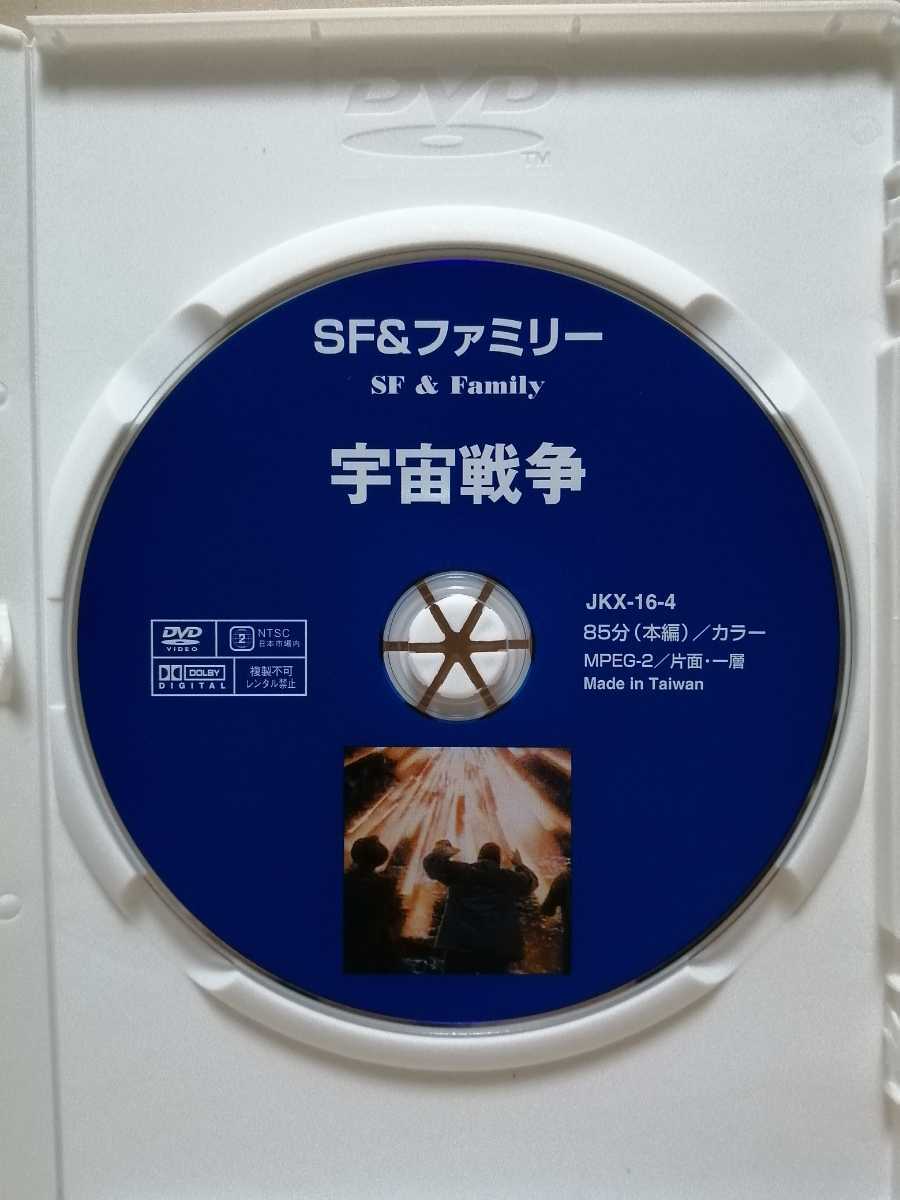 DVD
TM
SF&ファミリー
SF & Family
宇宙戦争
DVD
VIDEO
2
NTSC
日本市場向
DOLBY
DIGITAL
複製不可
レンタル禁止
JKX-16-4
85分(本編)/カラー
MPEG-2/片面・一層
Made in Taiwan